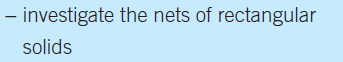 – investigate the nets of rectangular
solids